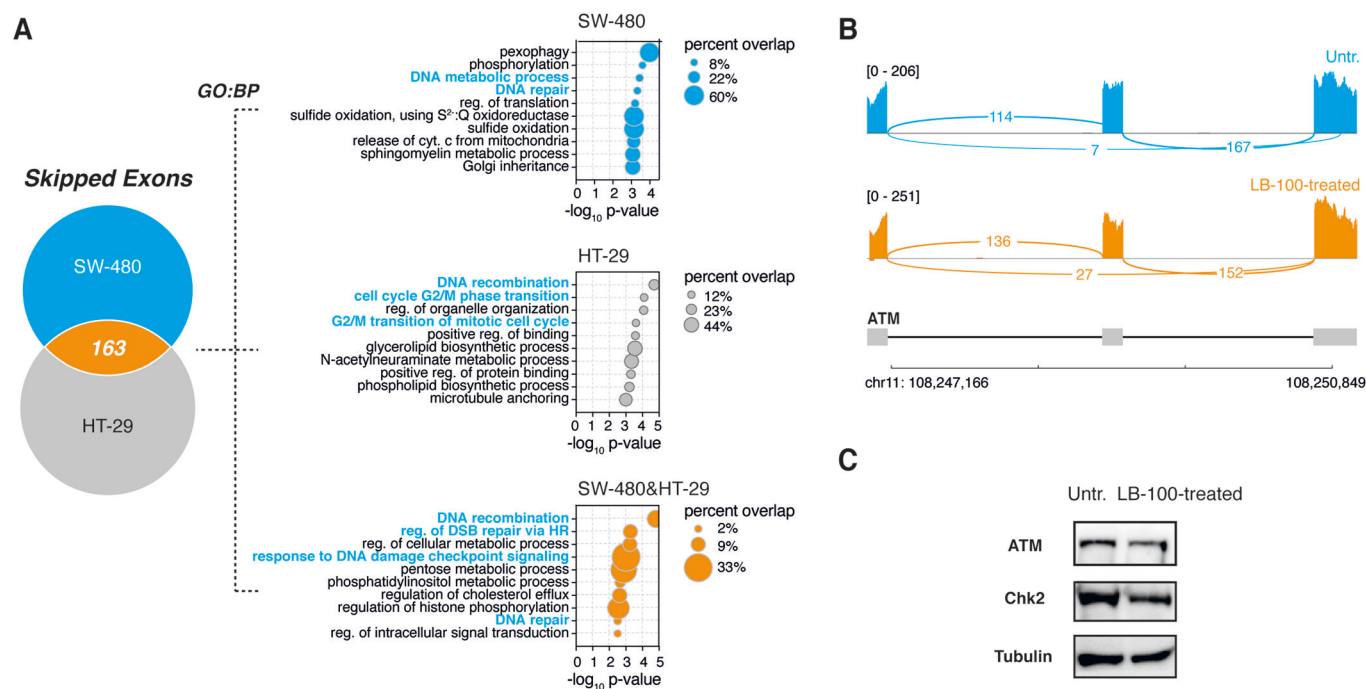 A
GO:BP
Skipped Exons
SW-480
163
HT-29
SW-480
pexophagy
phosphorylation
DNA metabolic process
DNA repair
reg. of translation
sulfide oxidation, using S²⁻:Q oxidoreductase
sulfide oxidation
release of cyt. c from mitochondria
sphingomyelin metabolic process
Golgi inheritance
0 1 2 3 4
-log₁₀ p-value
percent overlap
8%
22%
60%
HT-29
DNA recombination
cell cycle G2/M phase transition
reg. of organelle organization
G2/M transition of mitotic cell cycle
positive reg. of binding
glycerolipid biosynthetic process
N-acetylneuraminate metabolic process
positive reg. of protein binding
phospholipid biosynthetic process
microtubule anchoring
0 1 2 3 4 5
-log₁₀ p-value
percent overlap
12%
23%
44%
SW-480&HT-29
DNA recombination
reg. of DSB repair via HR
reg. of cellular metabolic process
response to DNA damage checkpoint signaling
pentose metabolic process
phosphatidylinositol metabolic process
regulation of cholesterol efflux
regulation of histone phosphorylation
DNA repair
reg. of intracellular signal transduction
0 1 2 3 4 5
-log₁₀ p-value
percent overlap
2%
9%
33%
B
Untr.
[0 - 206]
114
7
167
LB-100-treated
[0 - 251]
136
27
152
ATM
chr11: 108,247,166
108,250,849
C
Untr. LB-100-treated
ATM
Chk2
Tubulin